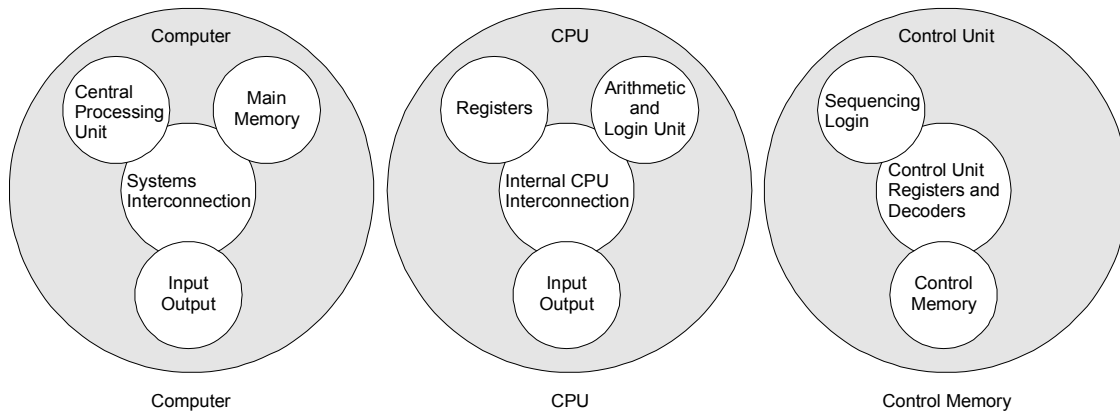 Computer
Central
Processing
Unit
Main
Memory
Systems
Interconnection
Input
Output
Computer
CPU
Registers
Arithmetic
and
Login Unit
Internal CPU
Interconnection
Input
Output
CPU
Control Unit
Sequencing
Login
Control Unit
Registers and
Decoders
Control
Memory
Control Memory